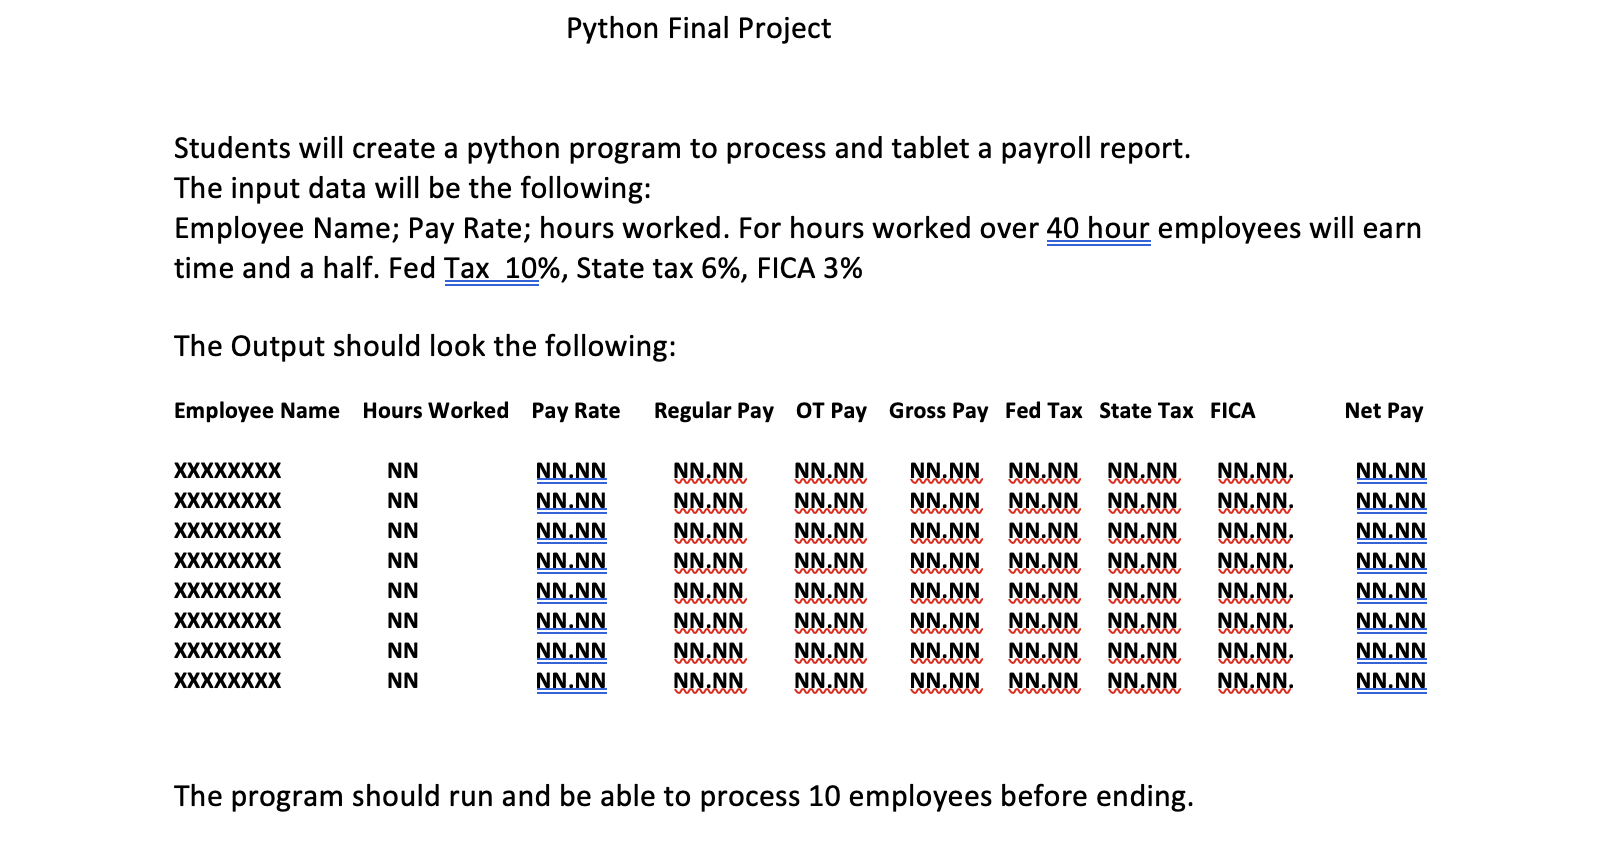 Python Final Project
Students will create a python program to process and tablet a payroll report.
The input data will be the following:
Employee Name; Pay Rate; hours worked. For hours worked over 40 hour employees will earn
time and a half. Fed Tax  10%, State tax 6%, FICA 3%
The Output should look the following:
Employee Name Hours Worked Pay Rate Regular Pay OT Pay Gross Pay Fed Tax State Tax FICA Net Pay
XXXXXXXX NN NN.NN NN.NN NN.NN NN.NN NN.NN NN.NN NN.NN. NN.NN
XXXXXXXX NN NN.NN NN.NN NN.NN NN.NN NN.NN NN.NN NN.NN. NN.NN
XXXXXXXX NN NN.NN NN.NN NN.NN NN.NN NN.NN NN.NN NN.NN. NN.NN
XXXXXXXX NN NN.NN NN.NN NN.NN NN.NN NN.NN NN.NN NN.NN. NN.NN
XXXXXXXX NN NN.NN NN.NN NN.NN NN.NN NN.NN NN.NN NN.NN. NN.NN
XXXXXXXX NN NN.NN NN.NN NN.NN NN.NN NN.NN NN.NN NN.NN. NN.NN
XXXXXXXX NN NN.NN NN.NN NN.NN NN.NN NN.NN NN.NN NN.NN. NN.NN
XXXXXXXX NN NN.NN NN.NN NN.NN NN.NN NN.NN NN.NN NN.NN. NN.NN
The program should run and be able to process 10 employees before ending.